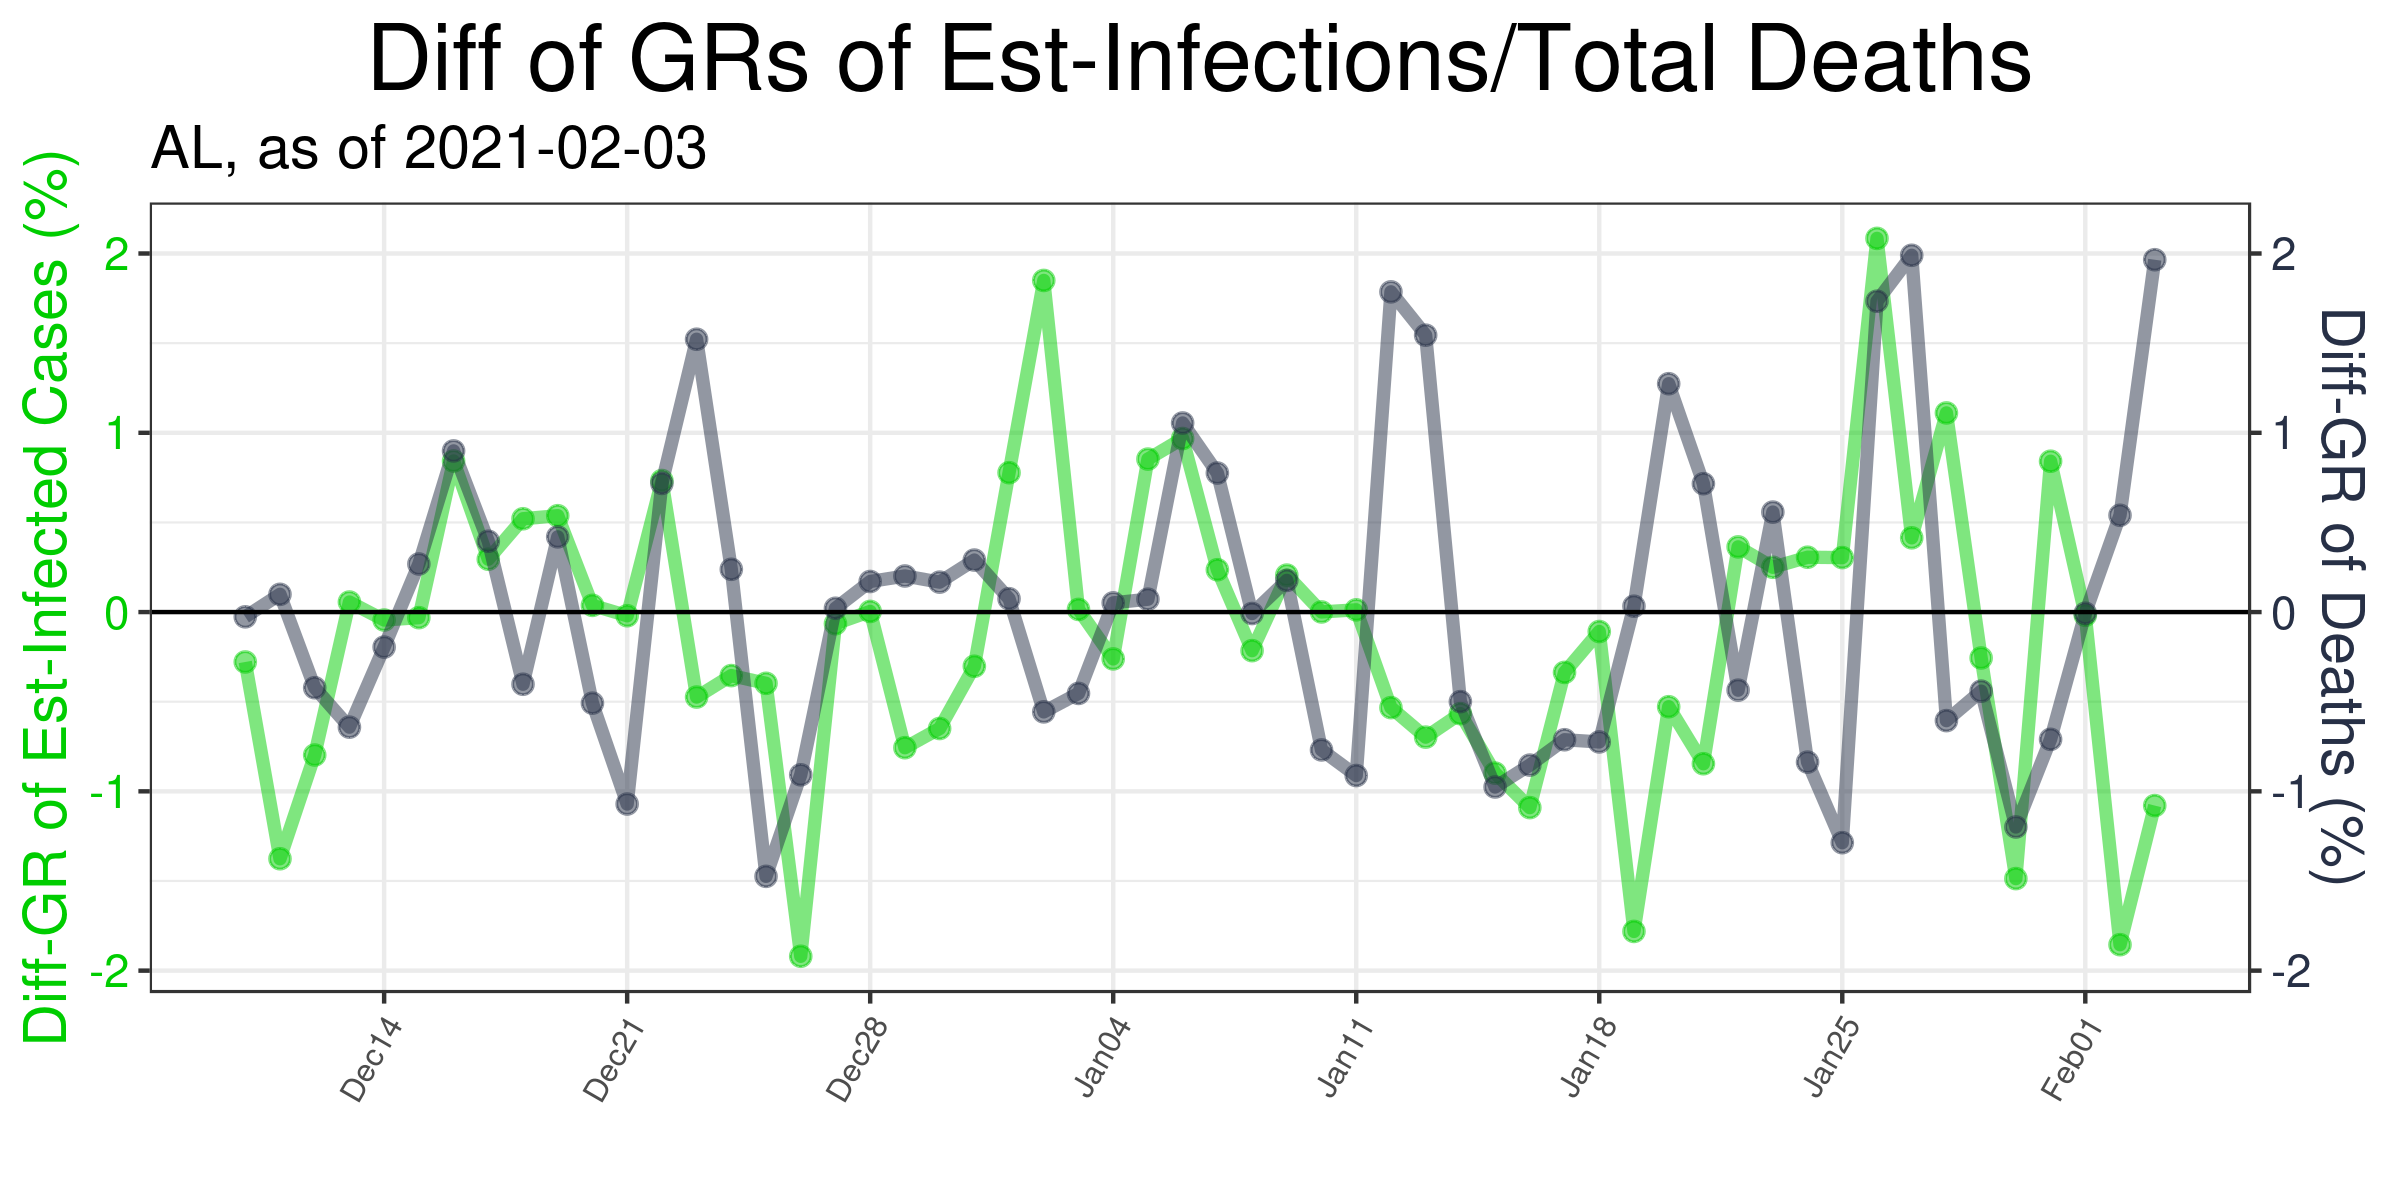 Diff of GRs of Est-Infections/Total Deaths
AL, as of 2021-02-03
Diff-GR of Est-Infected Cases (%)
2
1
0
-1
-2
2
1
0
-1
-2
Diff-GR of Deaths (%)
Dec14
Dec21
Dec28
Jan04
Jan11
Jan18
Jan25
Feb01